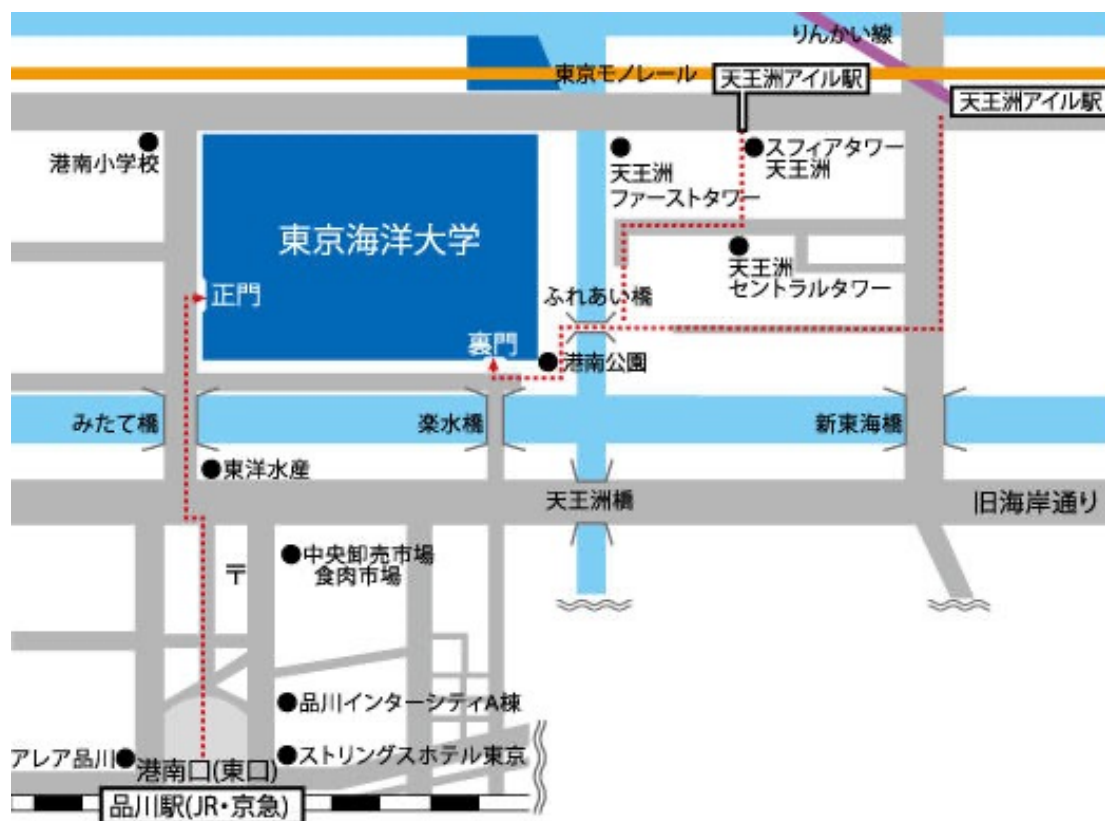 りんかい線
東京モノレール
天王洲アイル駅
天王洲アイル駅
港南小学校
天王洲
ファーストタワー
スフィアタワー
天王洲
東京海洋大学
天王洲
セントラルタワー
正門
ふれあい橋
裏門
港南公園
みたて橋
楽水橋
新東海橋
東洋水産
天王洲橋
旧海岸通り
〒
中央卸売市場
食肉市場
品川インターシティA棟
アレア品川
港南口(東口)
ストリングスホテル東京
品川駅(JR・京急)